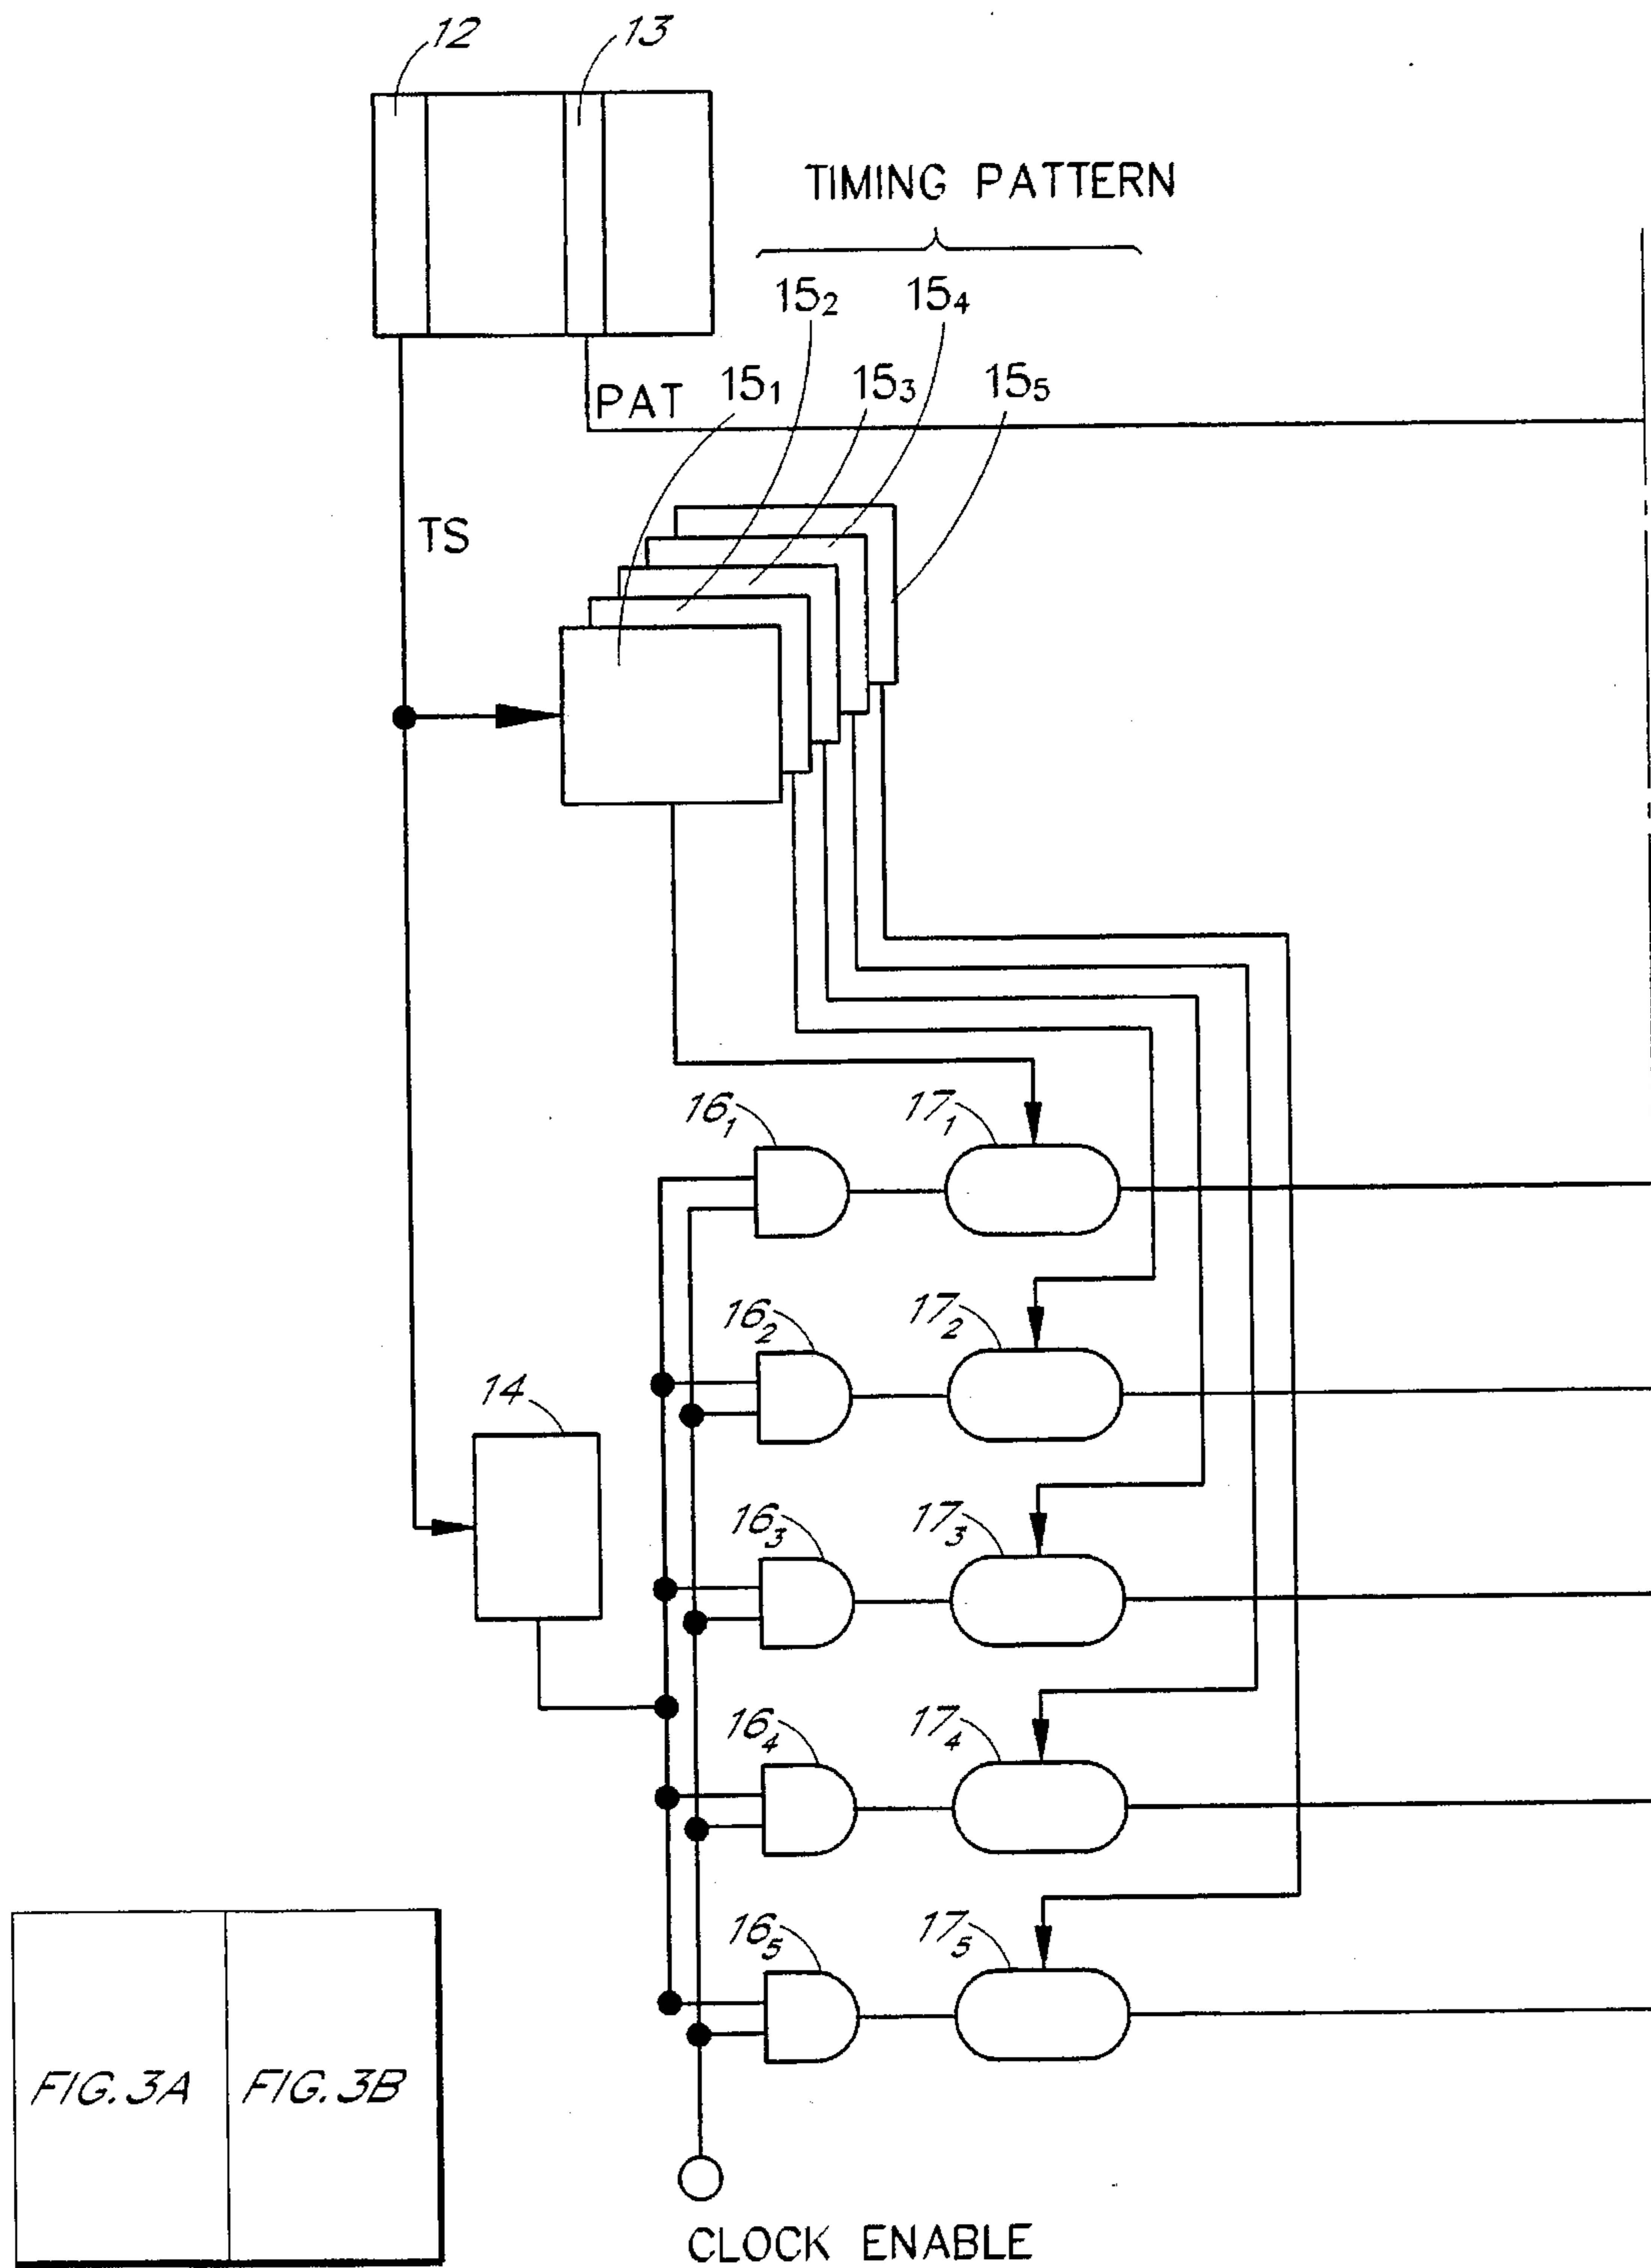 12
13
TIMING PATTERN
15₂ 15₄
15₁ 15₃ 15₅
PAT
TS
16₁ 17₁
16₂ 17₂
14
16₃ 17₃
16₄ 17₄
16₅ 17₅
FIG. 3A FIG. 3B
CLOCK ENABLE